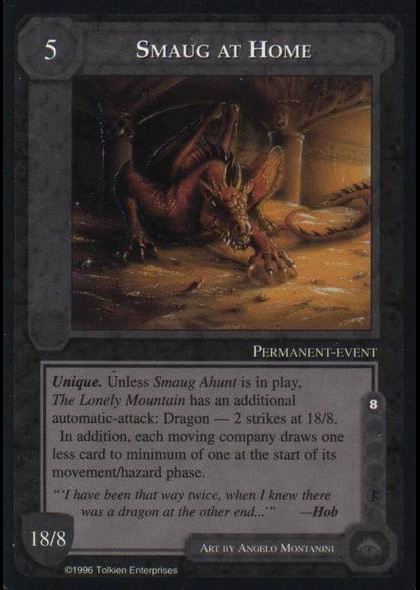 5
SMAUG AT HOME
PERMANENT-EVENT
Unique. Unless Smaug Ahunt is in play,
The Lonely Mountain has an additional
automatic-attack: Dragon — 2 strikes at 18/8.
In addition, each moving company draws one
less card to minimum of one at the start of its
movement/hazard phase.
8
"'I have been that way twice, when I knew there
was a dragon at the other end...'" —Hob
18/8
ART BY ANGELO MONTANINI
©1996 Tolkien Enterprises